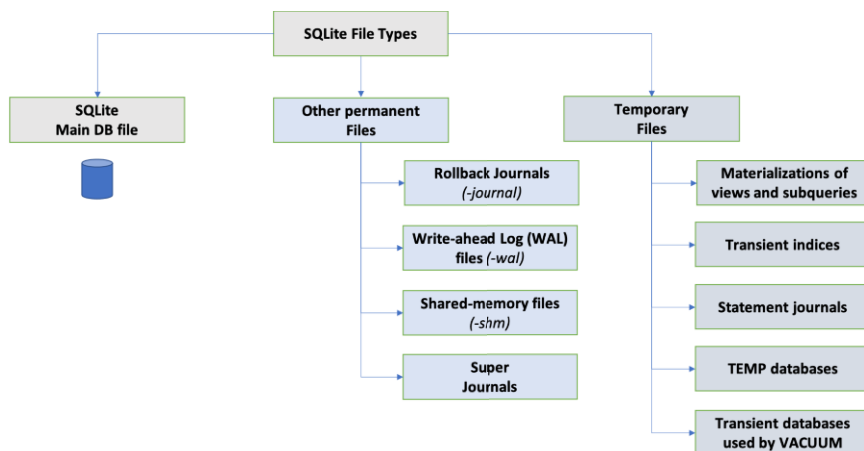 SQLite File Types
SQLite
Main DB file
Other permanent
Files
Rollback Journals
(-journal)
Write-ahead Log (WAL)
files (-wal)
Shared-memory files
(-shm)
Super
Journals
Temporary
Files
Materializations of
views and subqueries
Transient indices
Statement journals
TEMP databases
Transient databases
used by VACUUM